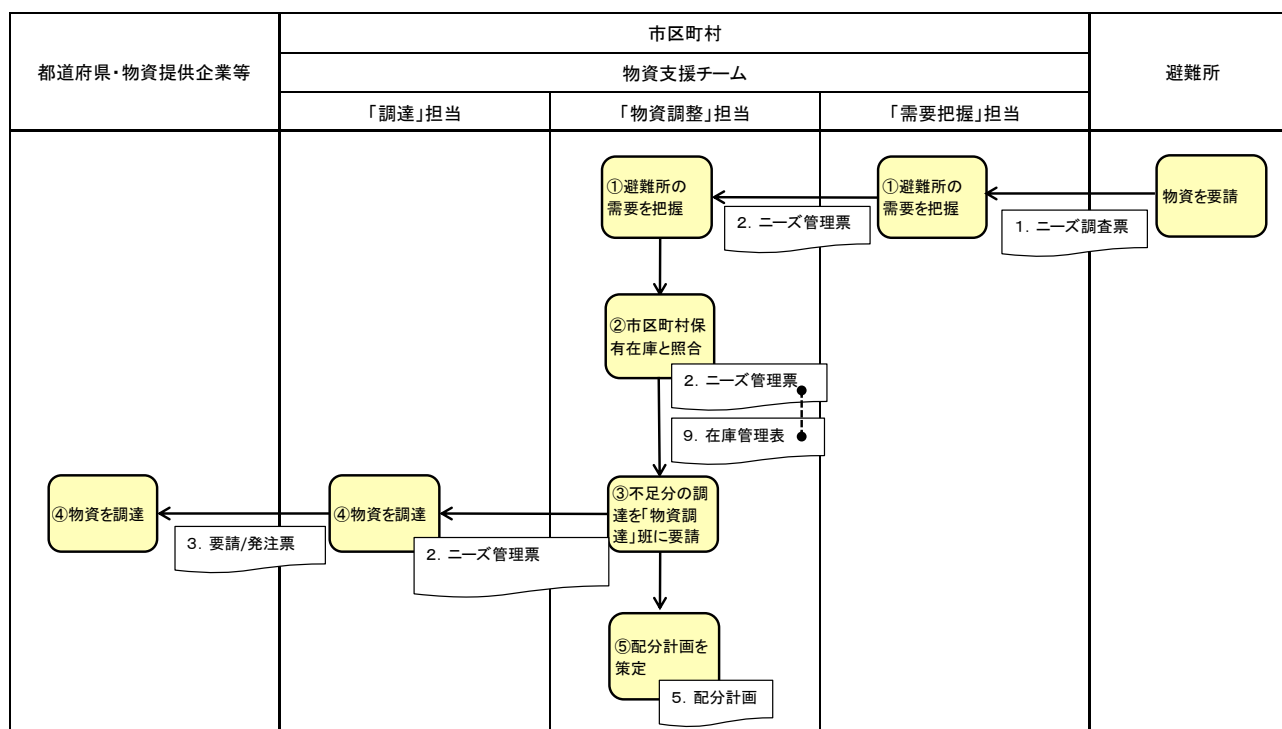 都道府県・物資提供企業等
市区町村
物資支援チーム
「調達」担当
「物資調整」担当
「需要把握」担当
避難所
①避難所の
需要を把握
①避難所の
需要を把握
物資を要請
2. ニーズ管理票
1. ニーズ調査票
②市区町村保
有在庫と照合
2. ニーズ管理票
9. 在庫管理表
④物資を調達
④物資を調達
③不足分の調
達を「物資調
達」班に要請
3. 要請/発注票
2. ニーズ管理票
⑤配分計画を
策定
5. 配分計画